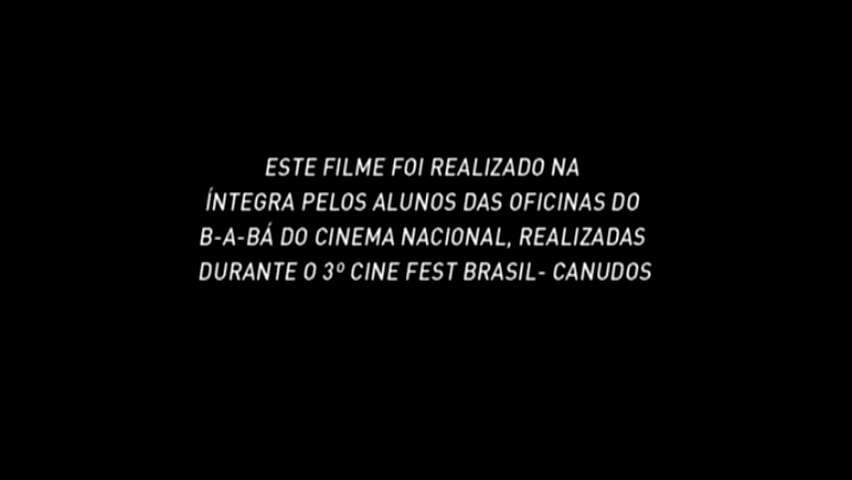 ESTE FILME FOI REALIZADO NA
ÍNTEGRA PELOS ALUNOS DAS OFICINAS DO
B-A-BÁ DO CINEMA NACIONAL, REALIZADAS
DURANTE O 3º CINE FEST BRASIL- CANUDOS